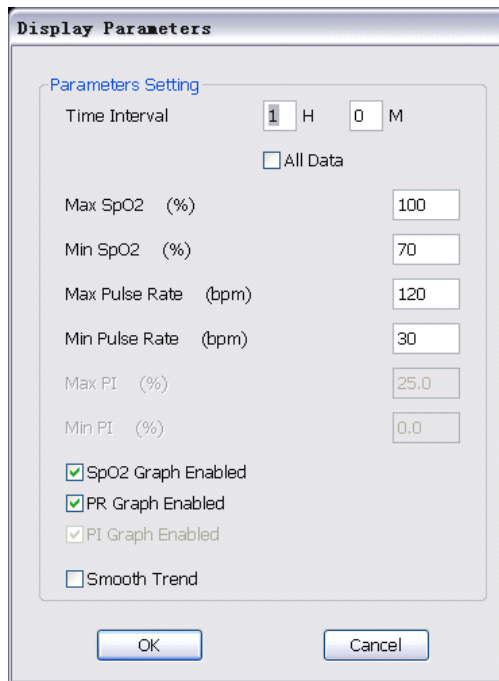 Display Parameters
Parameters Setting
Time Interval 1 H 0 M
All Data
Max SpO2 (%) 100
Min SpO2 (%) 70
Max Pulse Rate (bpm) 120
Min Pulse Rate (bpm) 30
Max PI (%) 25.0
Min PI (%) 0.0
SpO2 Graph Enabled
PR Graph Enabled
PI Graph Enabled
Smooth Trend
OK Cancel